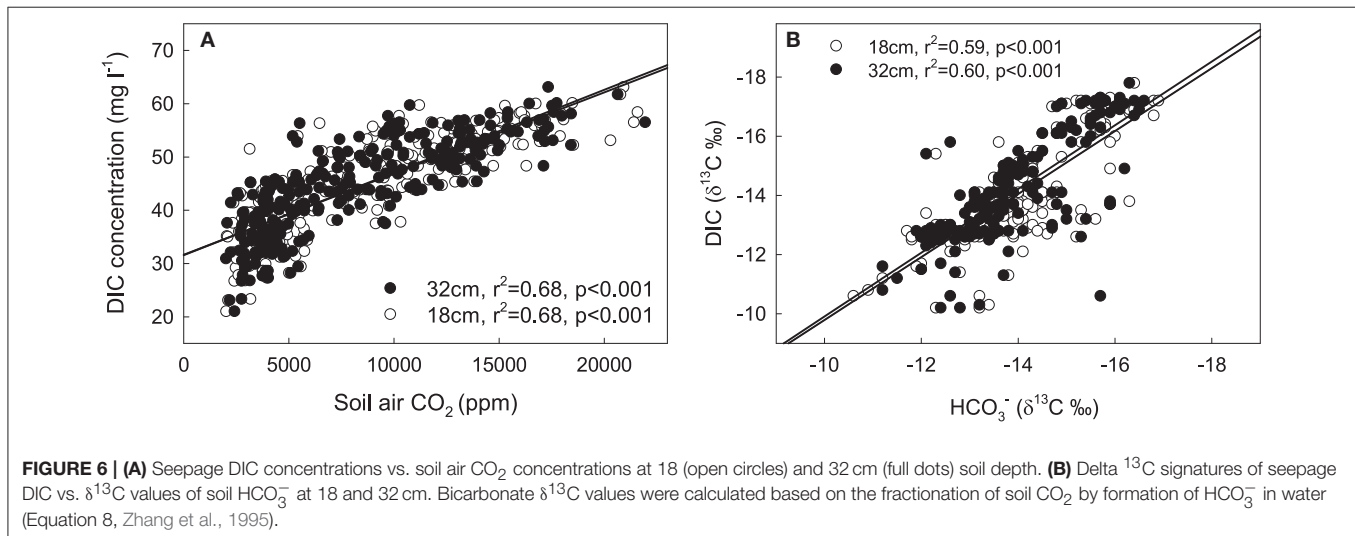 A
DIC concentration (mg l⁻¹)
70
60
50
40
30
20
32cm, r²=0.68, p<0.001
18cm, r²=0.68, p<0.001
0 5000 10000 15000 20000
Soil air CO₂ (ppm)
B
18cm, r²=0.59, p<0.001
32cm, r²=0.60, p<0.001
DIC (δ¹³C ‰)
-18
-16
-14
-12
-10
-10 -12 -14 -16 -18
HCO₃⁻ (δ¹³C ‰)
FIGURE 6 | (A) Seepage DIC concentrations vs. soil air CO₂ concentrations at 18 (open circles) and 32 cm (full dots) soil depth. (B) Delta ¹³C signatures of seepage
DIC vs. δ¹³C values of soil HCO₃⁻ at 18 and 32 cm. Bicarbonate δ¹³C values were calculated based on the fractionation of soil CO₂ by formation of HCO₃⁻ in water
(Equation 8, Zhang et al., 1995).